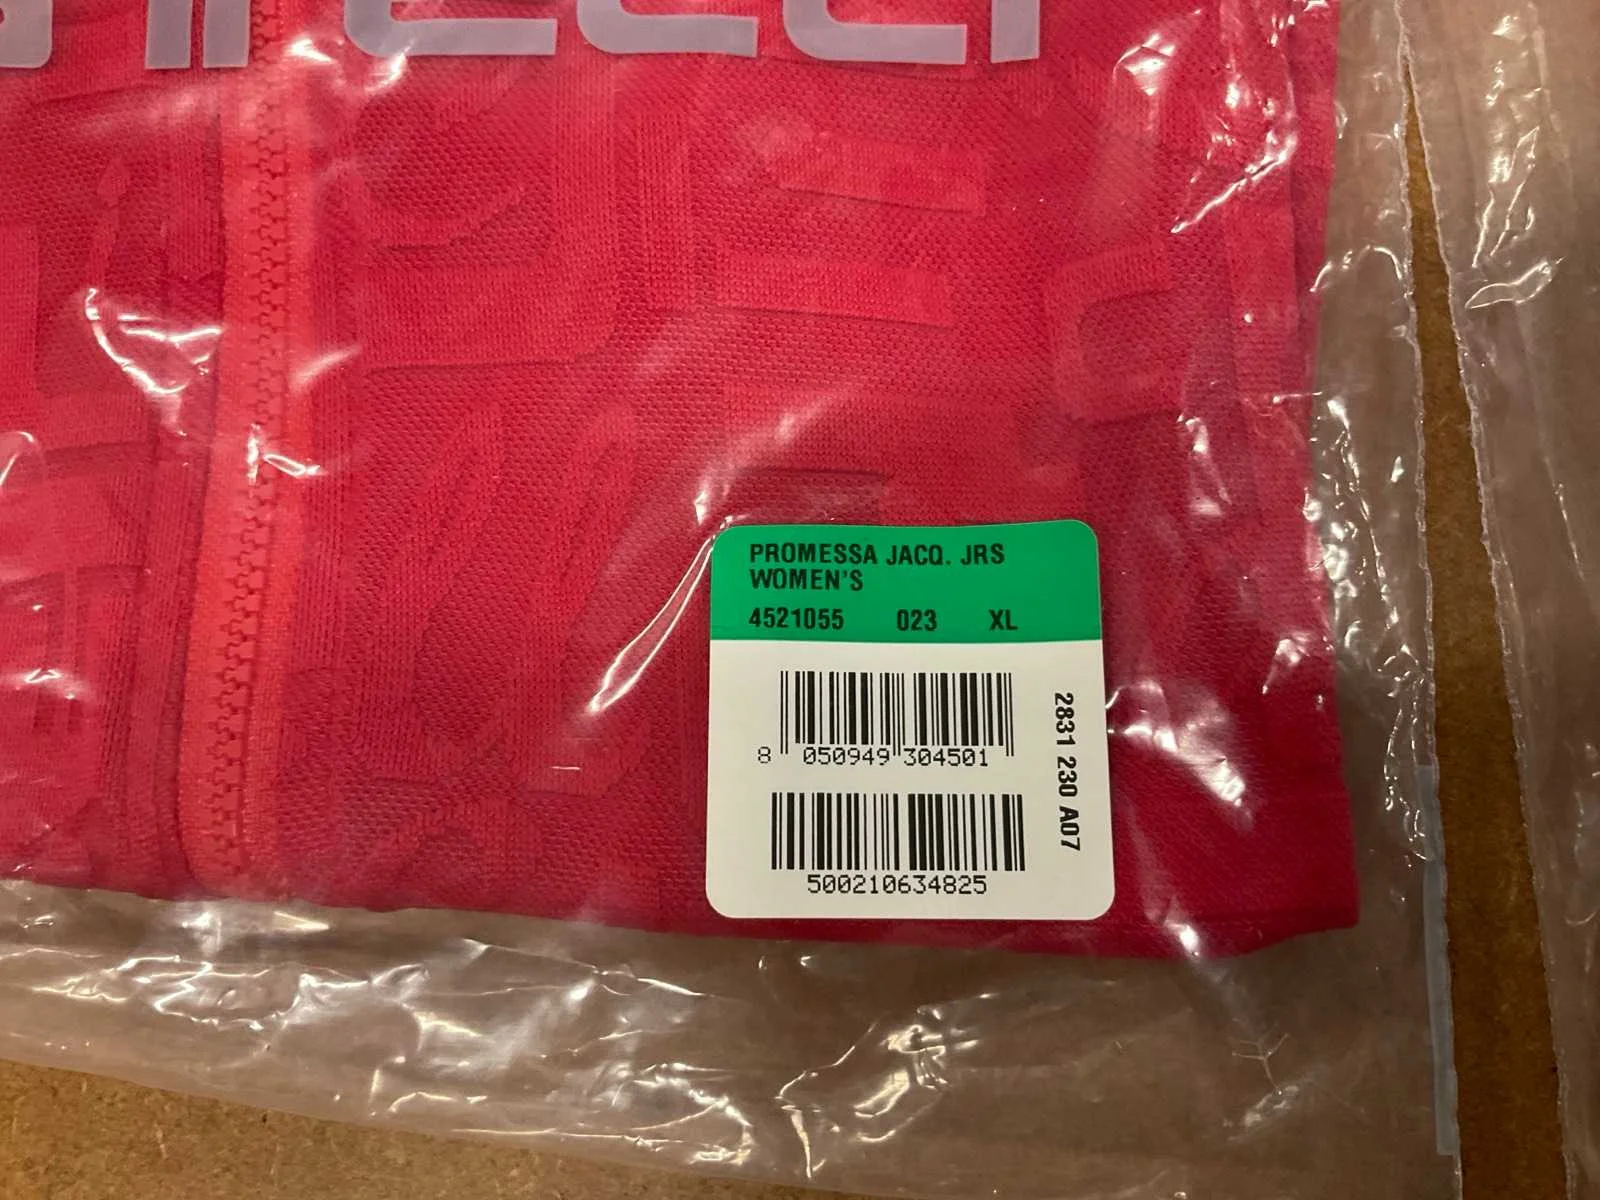 PROMESSA JACQ. JRS
WOMEN'S
4521055 023 XL
8 050949 304501
2831 230 A07
500210634825